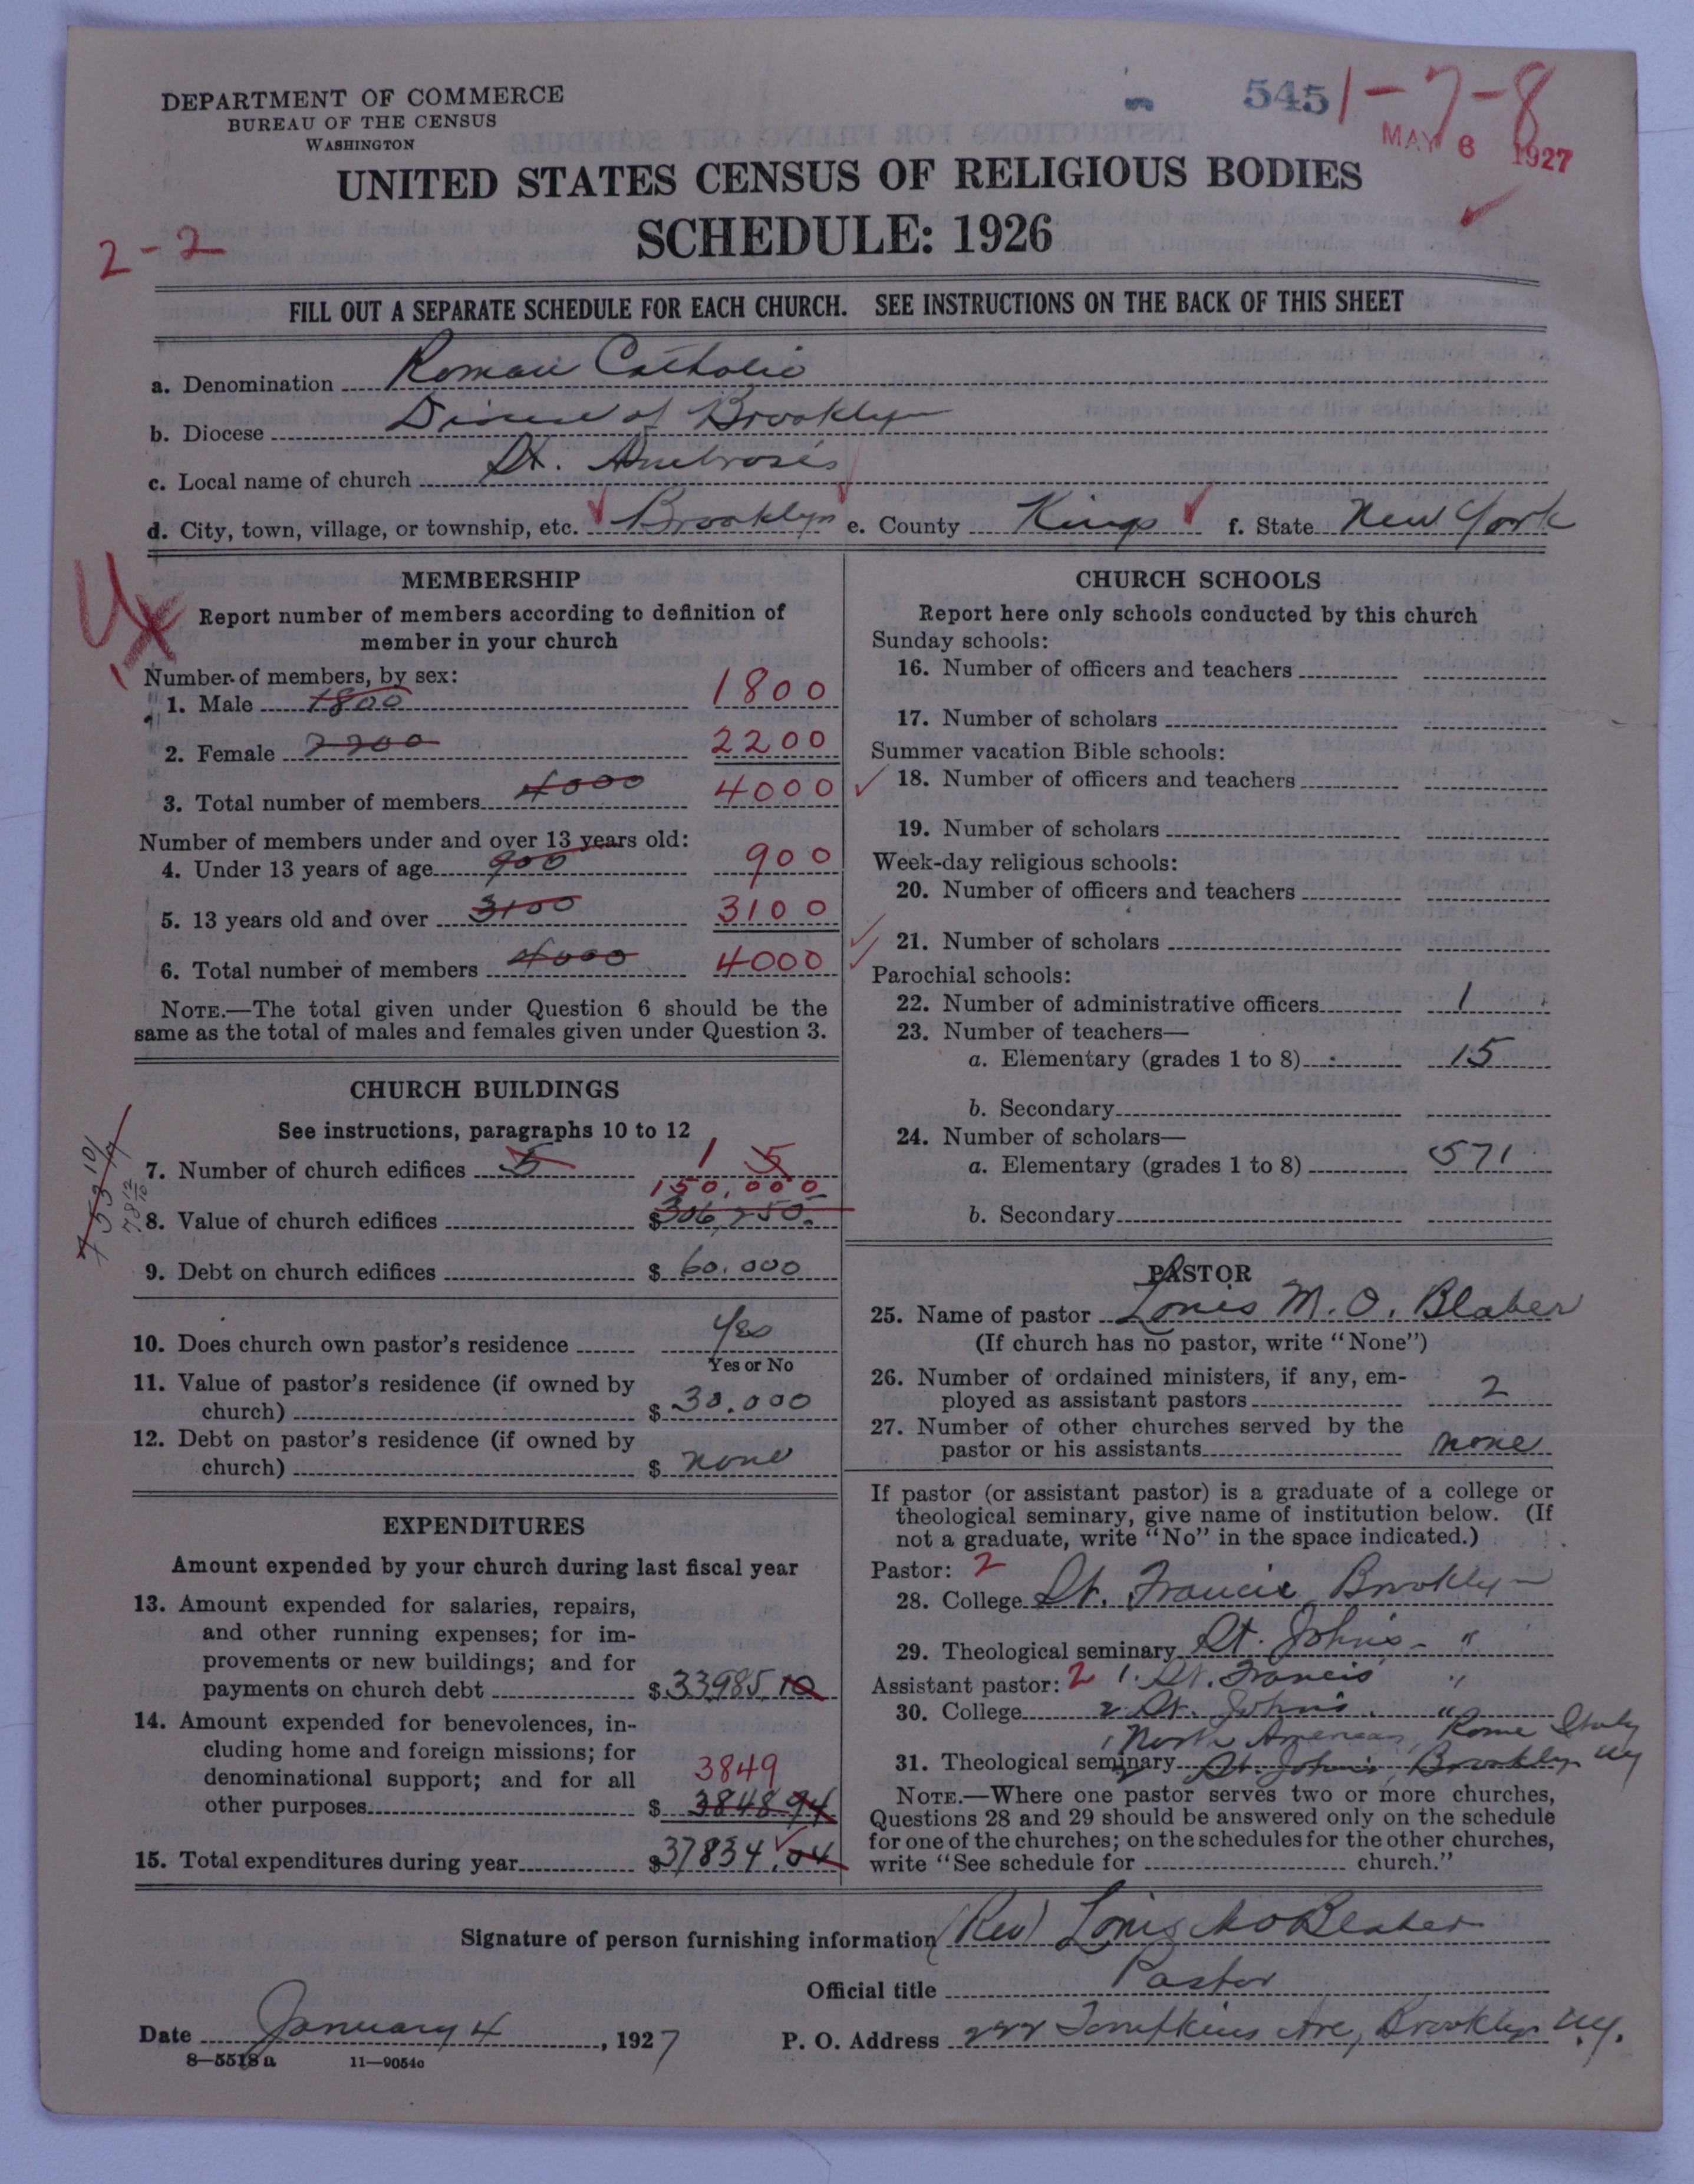 DEPARTMENT OF COMMERCE
BUREAU OF THE CENSUS
WASHINGTON
545 1-7-8
MAY 6 1927
UNITED STATES CENSUS OF RELIGIOUS BODIES
SCHEDULE: 1926
2-2
FILL OUT A SEPARATE SCHEDULE FOR EACH CHURCH. SEE INSTRUCTIONS ON THE BACK OF THIS SHEET
a. Denomination Roman Catholic
b. Diocese Diocese of Brooklyn
c. Local name of church St. Ambrose's
d. City, town, village, or township, etc. Brooklyn e. County Kings f. State New York
MEMBERSHIP
Report number of members according to definition of
member in your church
Number of members, by sex:
1. Male 1800 1800
2. Female 2200 2200
3. Total number of members 4000 4000
Number of members under and over 13 years old:
4. Under 13 years of age 900 900
5. 13 years old and over 3100 3100
6. Total number of members 4000 4000
NOTE.—The total given under Question 6 should be the
same as the total of males and females given under Question 3.
CHURCH BUILDINGS
See instructions, paragraphs 10 to 12
7. Number of church edifices 5 1 5
150,000
8. Value of church edifices $306,750.
9. Debt on church edifices $ 60,000
10. Does church own pastor's residence Yes
Yes or No
11. Value of pastor's residence (if owned by
church) $ 30.000
12. Debt on pastor's residence (if owned by
church) $ none
EXPENDITURES
Amount expended by your church during last fiscal year
13. Amount expended for salaries, repairs,
and other running expenses; for im-
provements or new buildings; and for
payments on church debt $ 33985.10
14. Amount expended for benevolences, in-
cluding home and foreign missions; for
denominational support; and for all 3849
other purposes $ 3848 94
15. Total expenditures during year $37834.04
CHURCH SCHOOLS
Report here only schools conducted by this church
Sunday schools:
16. Number of officers and teachers
17. Number of scholars
Summer vacation Bible schools:
18. Number of officers and teachers
19. Number of scholars
Week-day religious schools:
20. Number of officers and teachers
21. Number of scholars
Parochial schools:
22. Number of administrative officers 1
23. Number of teachers—
a. Elementary (grades 1 to 8) 15
b. Secondary
24. Number of scholars—
a. Elementary (grades 1 to 8) 571
b. Secondary
PASTOR
25. Name of pastor Louis M. O. Blaber
(If church has no pastor, write "None")
26. Number of ordained ministers, if any, em-
ployed as assistant pastors 2
27. Number of other churches served by the
pastor or his assistants none
If pastor (or assistant pastor) is a graduate of a college or
theological seminary, give name of institution below. (If
not a graduate, write "No" in the space indicated.)
Pastor: 2
28. College St. Francis Brooklyn
29. Theological seminary St. John's - "
Assistant pastor: 2 1. St. Francis "
30. College 2 St. John's "
1 North American, Rome Italy
31. Theological seminary 2 St. John's, Brooklyn NY
NOTE.—Where one pastor serves two or more churches,
Questions 28 and 29 should be answered only on the schedule
for one of the churches; on the schedules for the other churches,
write "See schedule for church."
Signature of person furnishing information (Rev) Louis M O Blaber
Official title Pastor
Date January 4, 1927 P. O. Address 222 Tompkins Ave, Brooklyn N.Y.
8—5518a 11—9054o